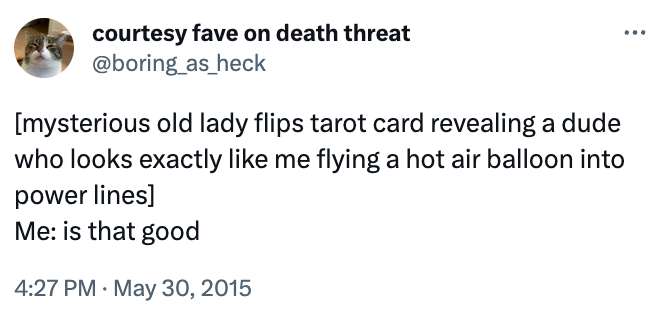 courtesy fave on death threat
@boring_as_heck
[mysterious old lady flips tarot card revealing a dude
who looks exactly like me flying a hot air balloon into
power lines]
Me: is that good
4:27 PM · May 30, 2015